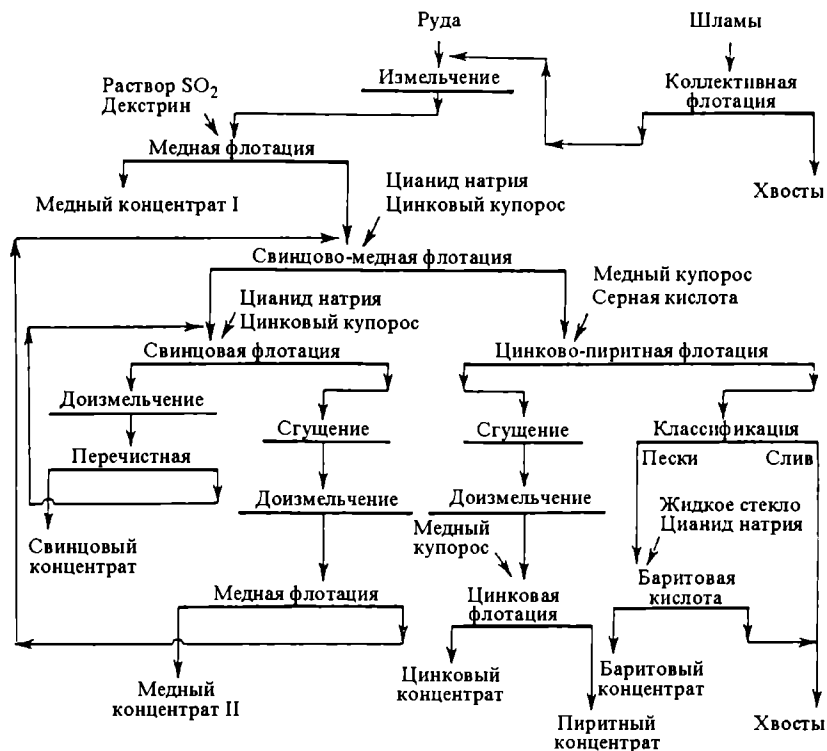 Руда
Шламы
Измельчение
Раствор SO₂
Декстрин
Коллективная
флотация
Медная флотация
Медный концентрат I
Хвосты
Цианид натрия
Цинковый купорос
Свинцово-медная флотация
Медный купорос
Серная кислота
Цианид натрия
Цинковый купорос
Свинцовая флотация
Цинково-пиритная флотация
Доизмельчение
Сгущение
Сгущение
Классификация
Перечистная
Пески
Слив
Доизмельчение
Доизмельчение
Жидкое стекло
Цианид натрия
Медный
купорос
Свинцовый
концентрат
Медная флотация
Цинковая
флотация
Баритовая
кислота
Медный
концентрат II
Цинковый
концентрат
Баритовый
концентрат
Пиритный
концентрат
Хвосты